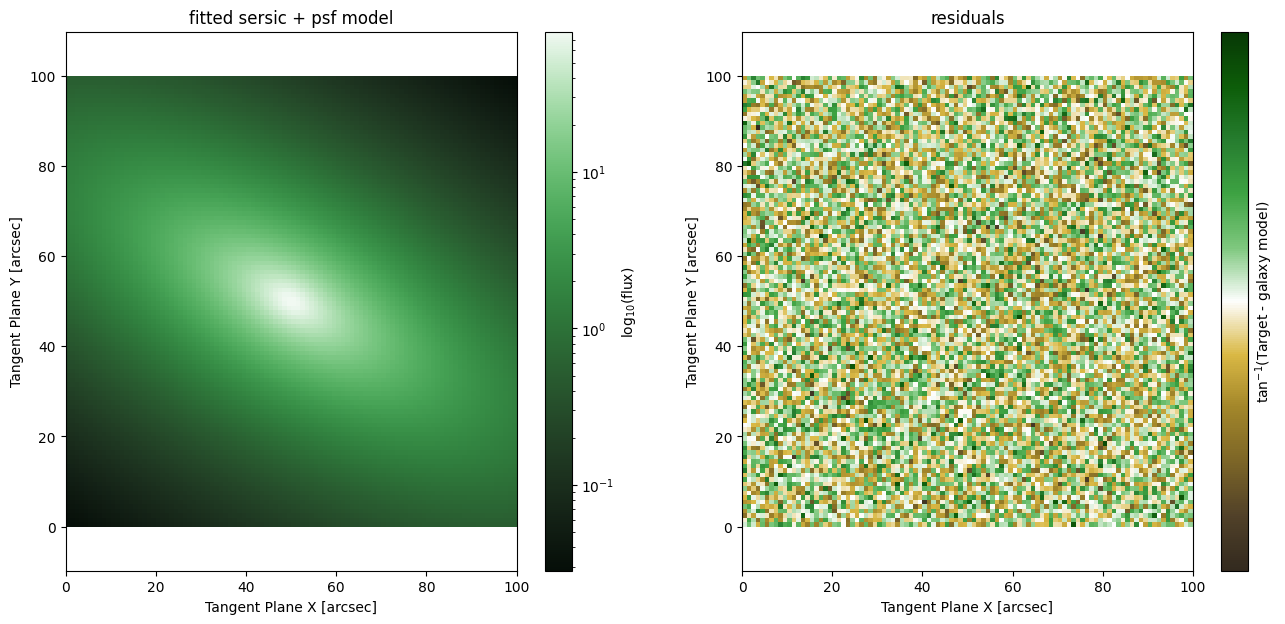 fitted sersic + psf model
100
80
60
40
20
0
0 20 40 60 80 100
Tangent Plane X [arcsec]
Tangent Plane Y [arcsec]
10¹
10⁰
10⁻¹
log₁₀(flux)
residuals
100
80
60
40
20
0
0 20 40 60 80 100
Tangent Plane X [arcsec]
Tangent Plane Y [arcsec]
tan⁻¹(Target - galaxy model)